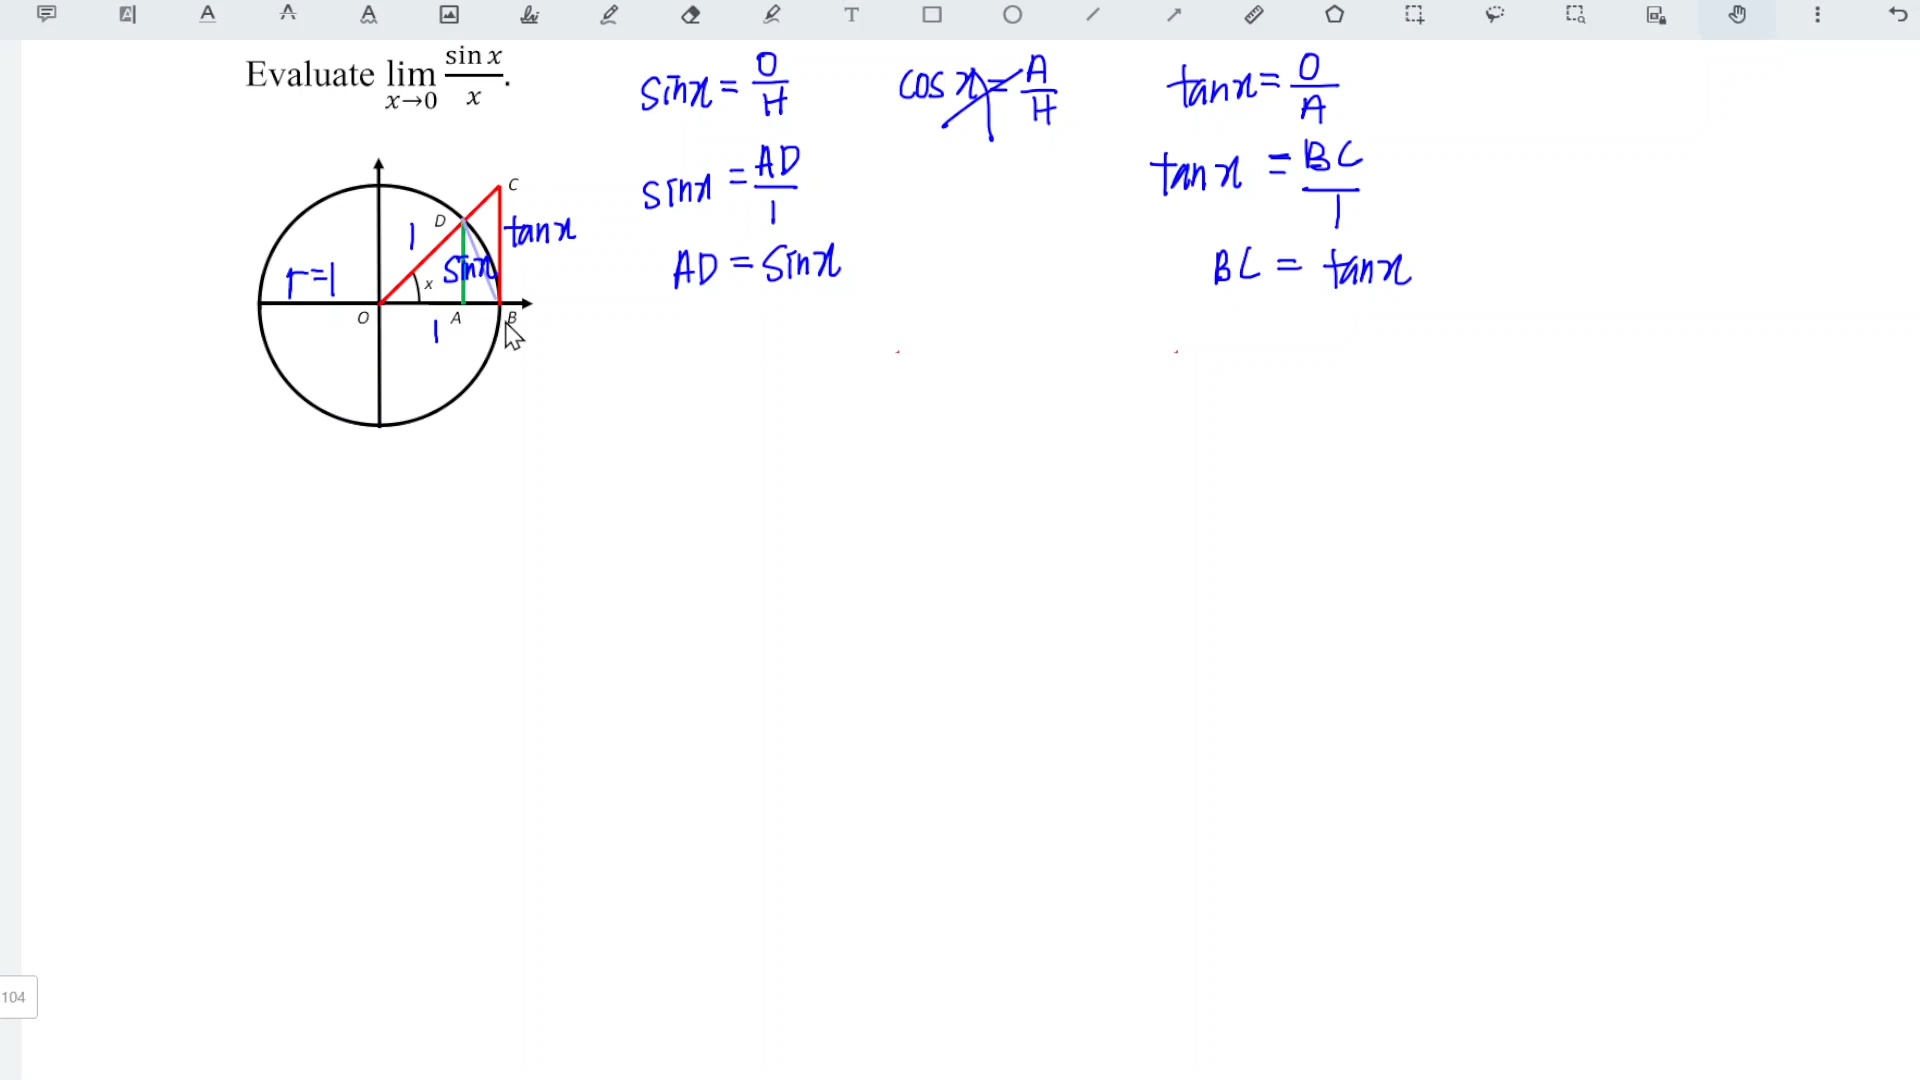 Evaluate lim x→0 sin x / x.
sin x = O/H
cos x = A/H
tan x = O/A
sin x = AD/1
tan x = BC/1
AD = sin x
BC = tan x
C
D
1
tan x
r=1
sin x
x
O
A
B
1
104